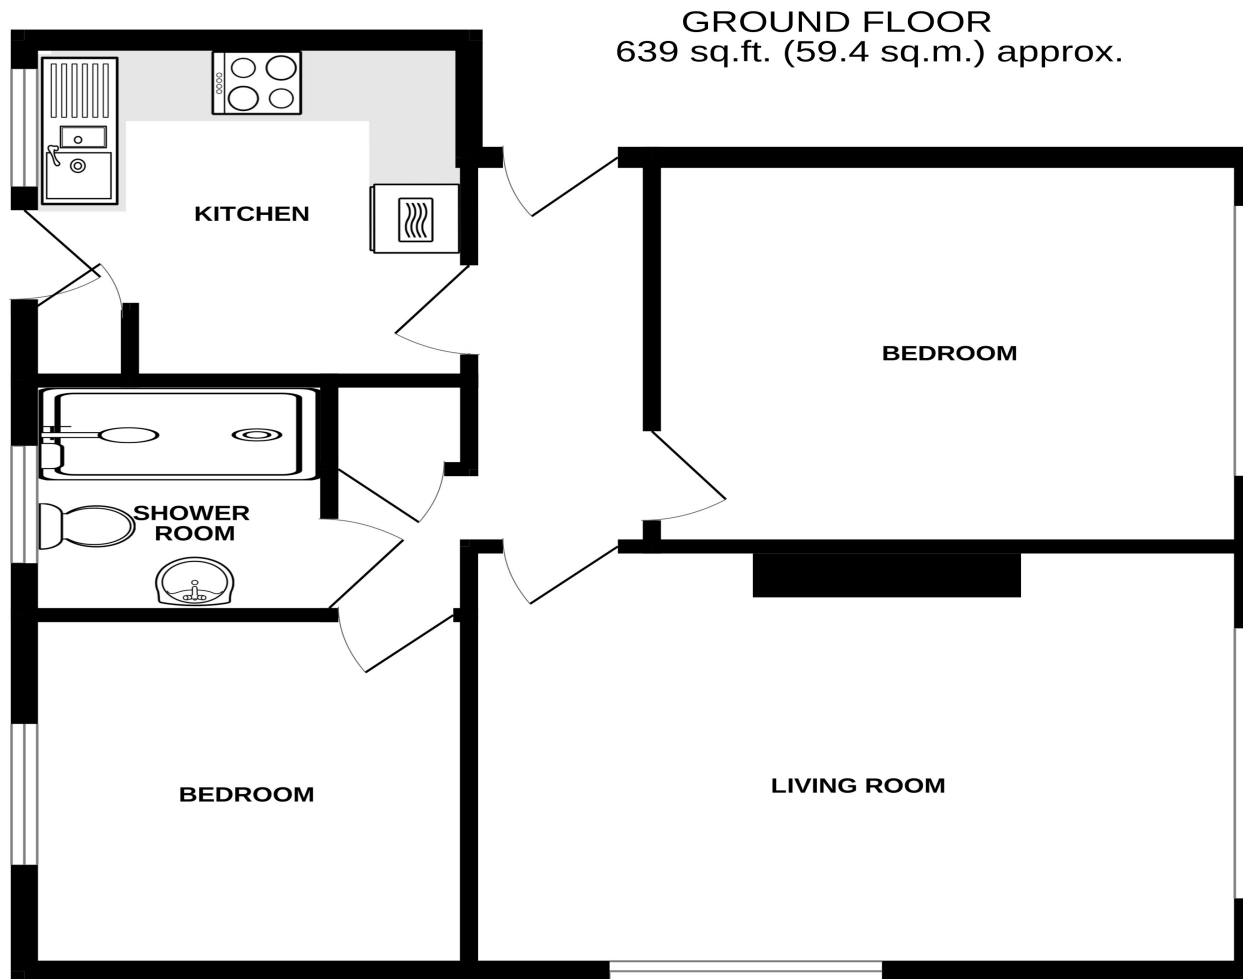 GROUND FLOOR
639 sq.ft. (59.4 sq.m.) approx.
KITCHEN
BEDROOM
SHOWER
ROOM
BEDROOM
LIVING ROOM